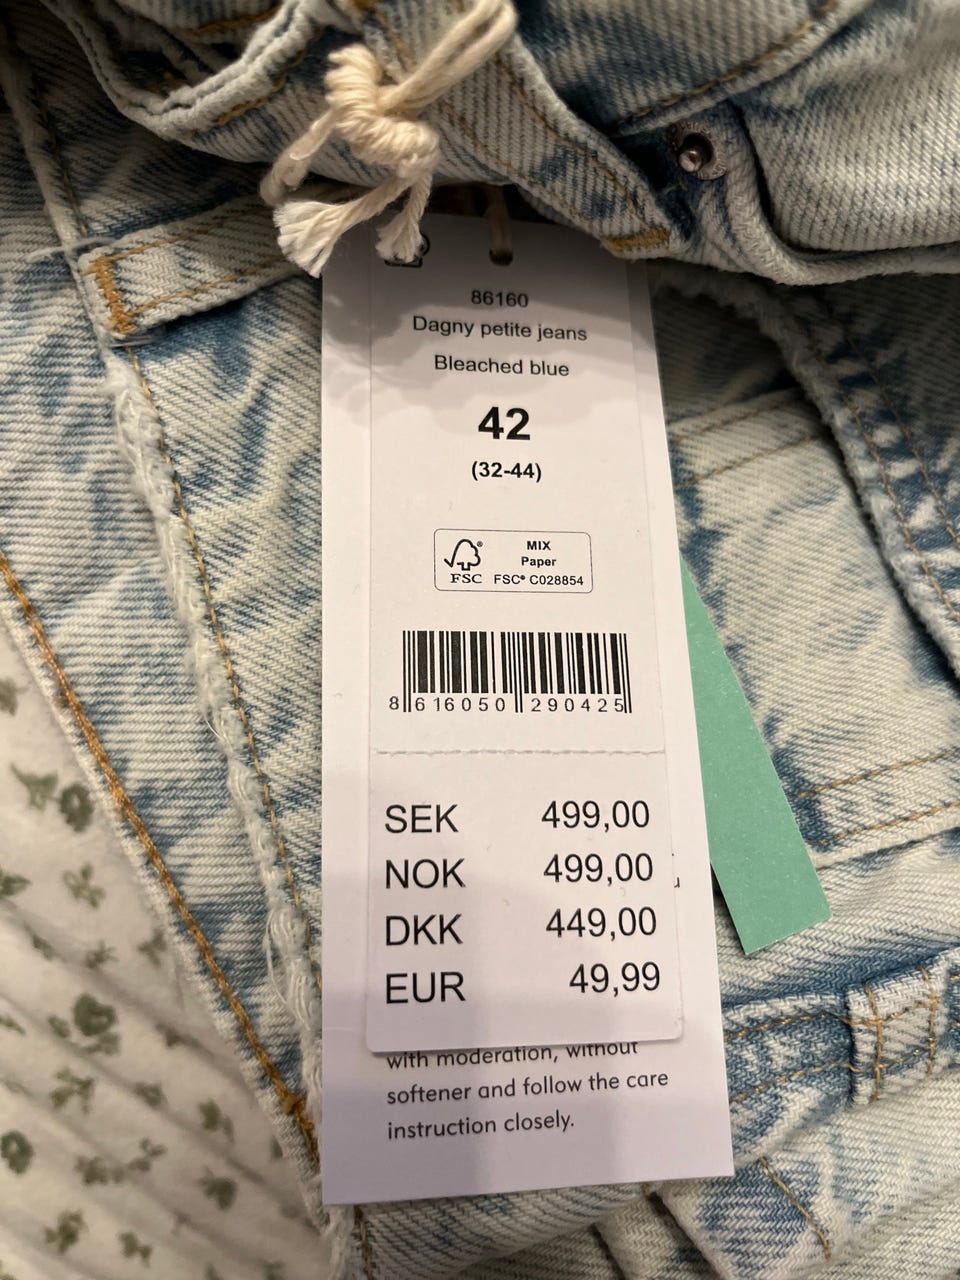 86160
Dagny petite jeans
Bleached blue
42
(32-44)
MIX
Paper
FSC® C028854
FSC
8 616050 290425
SEK 499,00
NOK 499,00
DKK 449,00
EUR 49,99
with moderation, without
softener and follow the care
instruction closely.